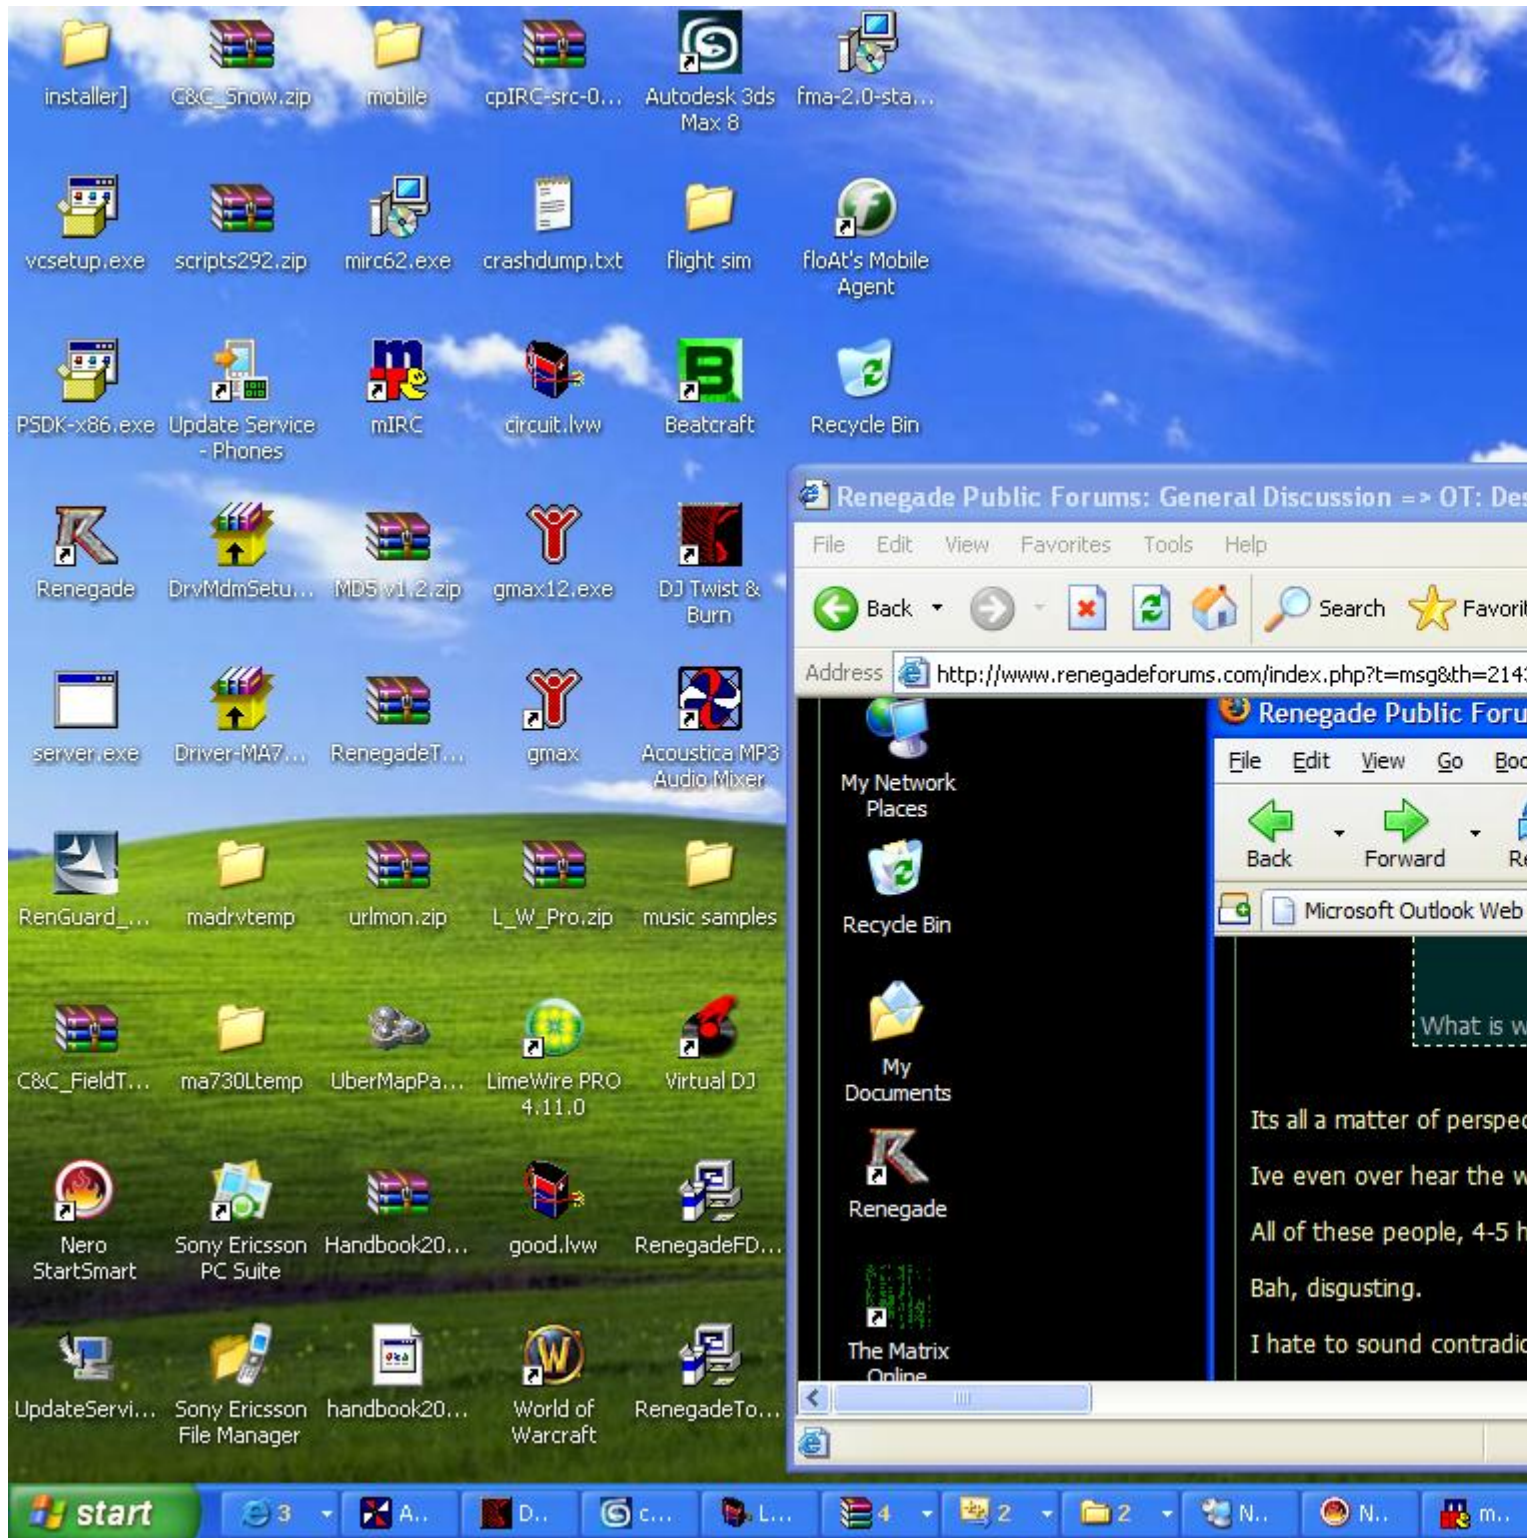 installer]
C&C_Snow.zip
mobile
cpIRC-src-0...
Autodesk 3ds
Max 8
fma-2.0-sta...
vcsetup.exe
scripts292.zip
mirc62.exe
crashdump.txt
flight sim
floAt's Mobile
Agent
PSDK-x86.exe
Update Service
- Phones
mIRC
circuit.lvw
Beatcraft
Recycle Bin
Renegade
DrvMdmSetu...
MD5 v1.2.zip
gmax12.exe
DJ Twist &
Burn
server.exe
Driver-MA7...
RenegadeT...
gmax
Acoustica MP3
Audio Mixer
RenGuard_...
madrvtemp
urlmon.zip
L_W_Pro.zip
music samples
C&C_FieldT...
ma730Ltemp
UberMapPa...
LimeWire PRO
4.11.0
Virtual DJ
Nero
StartSmart
Sony Ericsson
PC Suite
Handbook20...
good.lvw
RenegadeFD...
UpdateServi...
Sony Ericsson
File Manager
handbook20...
World of
Warcraft
RenegadeTo...
Renegade Public Forums: General Discussion => OT: Des
File Edit View Favorites Tools Help
Back Search Favorit
Address http://www.renegadeforums.com/index.php?t=msg&th=2143
My Network
Places
Recycle Bin
My
Documents
Renegade
The Matrix
Online
Renegade Public Foru
File Edit View Go Boo
Back Forward Re
Microsoft Outlook Web
What is w
Its all a matter of perspec
Ive even over hear the w
All of these people, 4-5 h
Bah, disgusting.
I hate to sound contradic
start 3 A.. D.. c... L... 4 2 2 N.. N.. m..